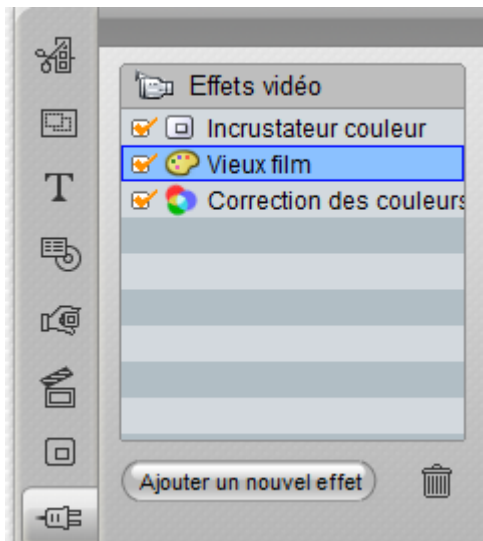 Effets vidéo
Incrustateur couleur
T
Vieux film
Correction des couleurs
Ajouter un nouvel effet